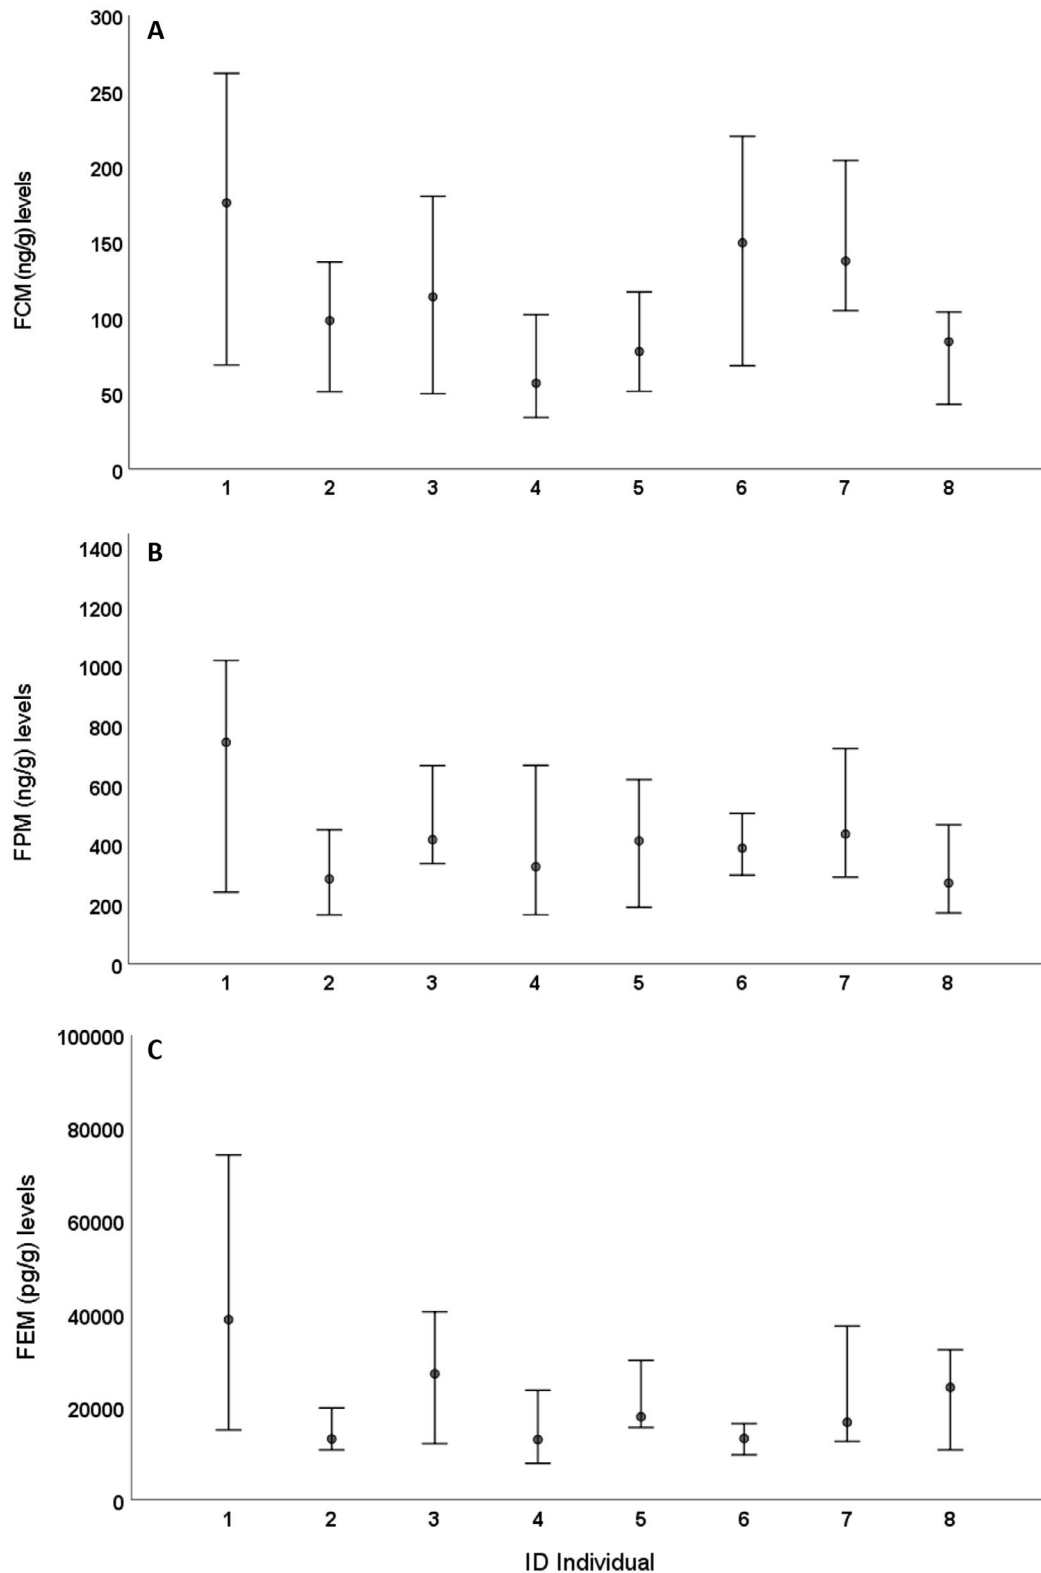 A
FCM (ng/g) levels
300
250
200
150
100
50
0
1 2 3 4 5 6 7 8
B
FPM (ng/g) levels
1400
1200
1000
800
600
400
200
0
1 2 3 4 5 6 7 8
C
FEM (pg/g) levels
100000
80000
60000
40000
20000
0
1 2 3 4 5 6 7 8
ID Individual